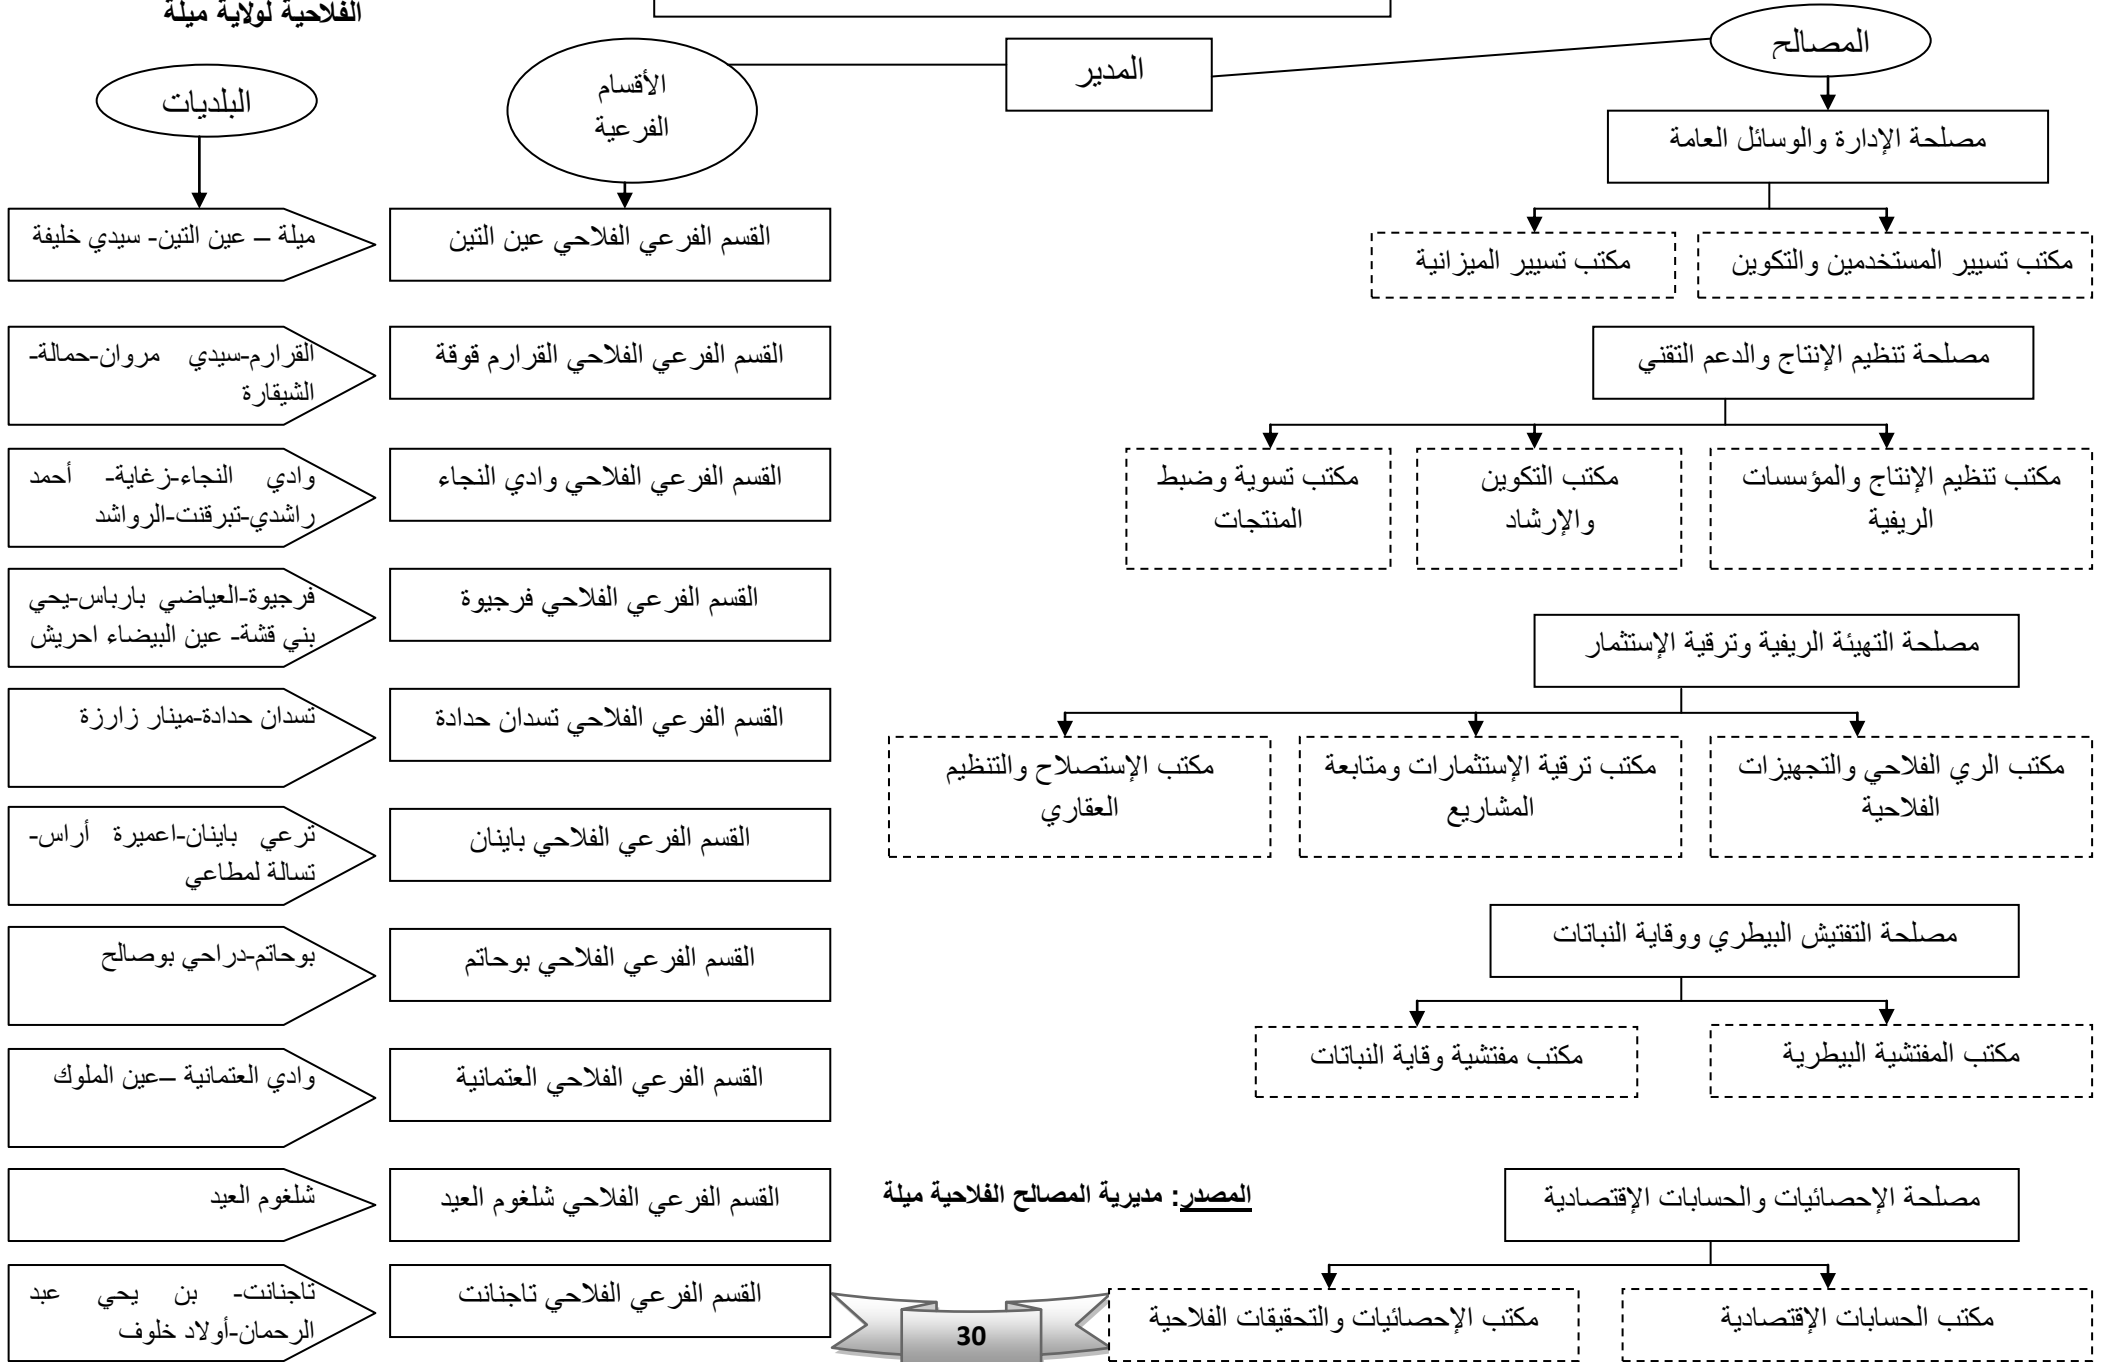 الفلاحية لولاية ميلة
المدير
المصالح
مصلحة الإدارة والوسائل العامة
مكتب تسيير المستخدمين والتكوين
مكتب تسيير الميزانية
مصلحة تنظيم الإنتاج والدعم التقني
مكتب تنظيم الإنتاج والمؤسسات
الريفية
مكتب التكوين
والإرشاد
مكتب تسوية وضبط
المنتجات
مصلحة التهيئة الريفية وترقية الإستثمار
مكتب الري الفلاحي والتجهيزات
الفلاحية
مكتب ترقية الإستثمارات ومتابعة
المشاريع
مكتب الإستصلاح والتنظيم
العقاري
مصلحة التفتيش البيطري ووقاية النباتات
مكتب المفتشية البيطرية
مكتب مفتشية وقاية النباتات
مصلحة الإحصائيات والحسابات الإقتصادية
مكتب الحسابات الإقتصادية
مكتب الإحصائيات والتحقيقات الفلاحية
الأقسام
الفرعية
القسم الفرعي الفلاحي عين التين
القسم الفرعي الفلاحي القرارم قوقة
القسم الفرعي الفلاحي وادي النجاء
القسم الفرعي الفلاحي فرجيوة
القسم الفرعي الفلاحي تسدان حدادة
القسم الفرعي الفلاحي باينان
القسم الفرعي الفلاحي بوحاتم
القسم الفرعي الفلاحي العتمانية
القسم الفرعي الفلاحي شلغوم العيد
القسم الفرعي الفلاحي تاجنانت
البلديات
ميلة – عين التين- سيدي خليفة
القرارم-سيدي مروان-حمالة-
الشيقارة
وادي النجاء-زغاية- أحمد
راشدي-تبرقنت-الرواشد
فرجيوة-العياضي بارباس-يحي
بني قشة- عين البيضاء احريش
تسدان حدادة-مينار زارزة
ترعي باينان-اعميرة أراس-
تسالة لمطاعي
بوحاتم-دراحي بوصالح
وادي العتمانية –عين الملوك
شلغوم العيد
تاجنانت- بن يحي عبد
الرحمان-أولاد خلوف
المصدر: مديرية المصالح الفلاحية ميلة
30